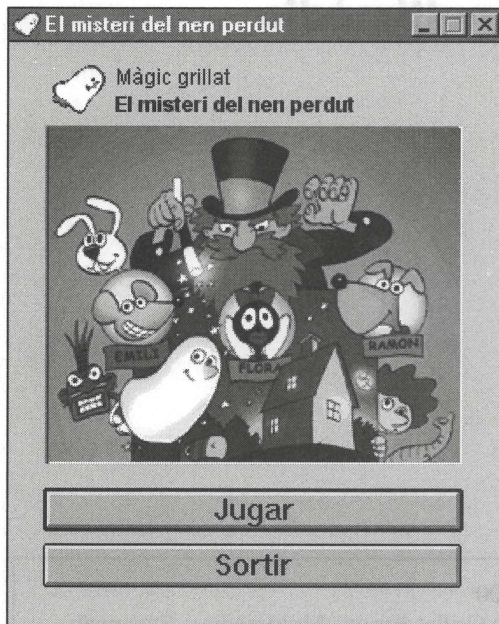 El misteri del nen perdut
Màgic grillat
El misteri del nen perdut
EMILI
FLORA
RAMON
Jugar
Sortir